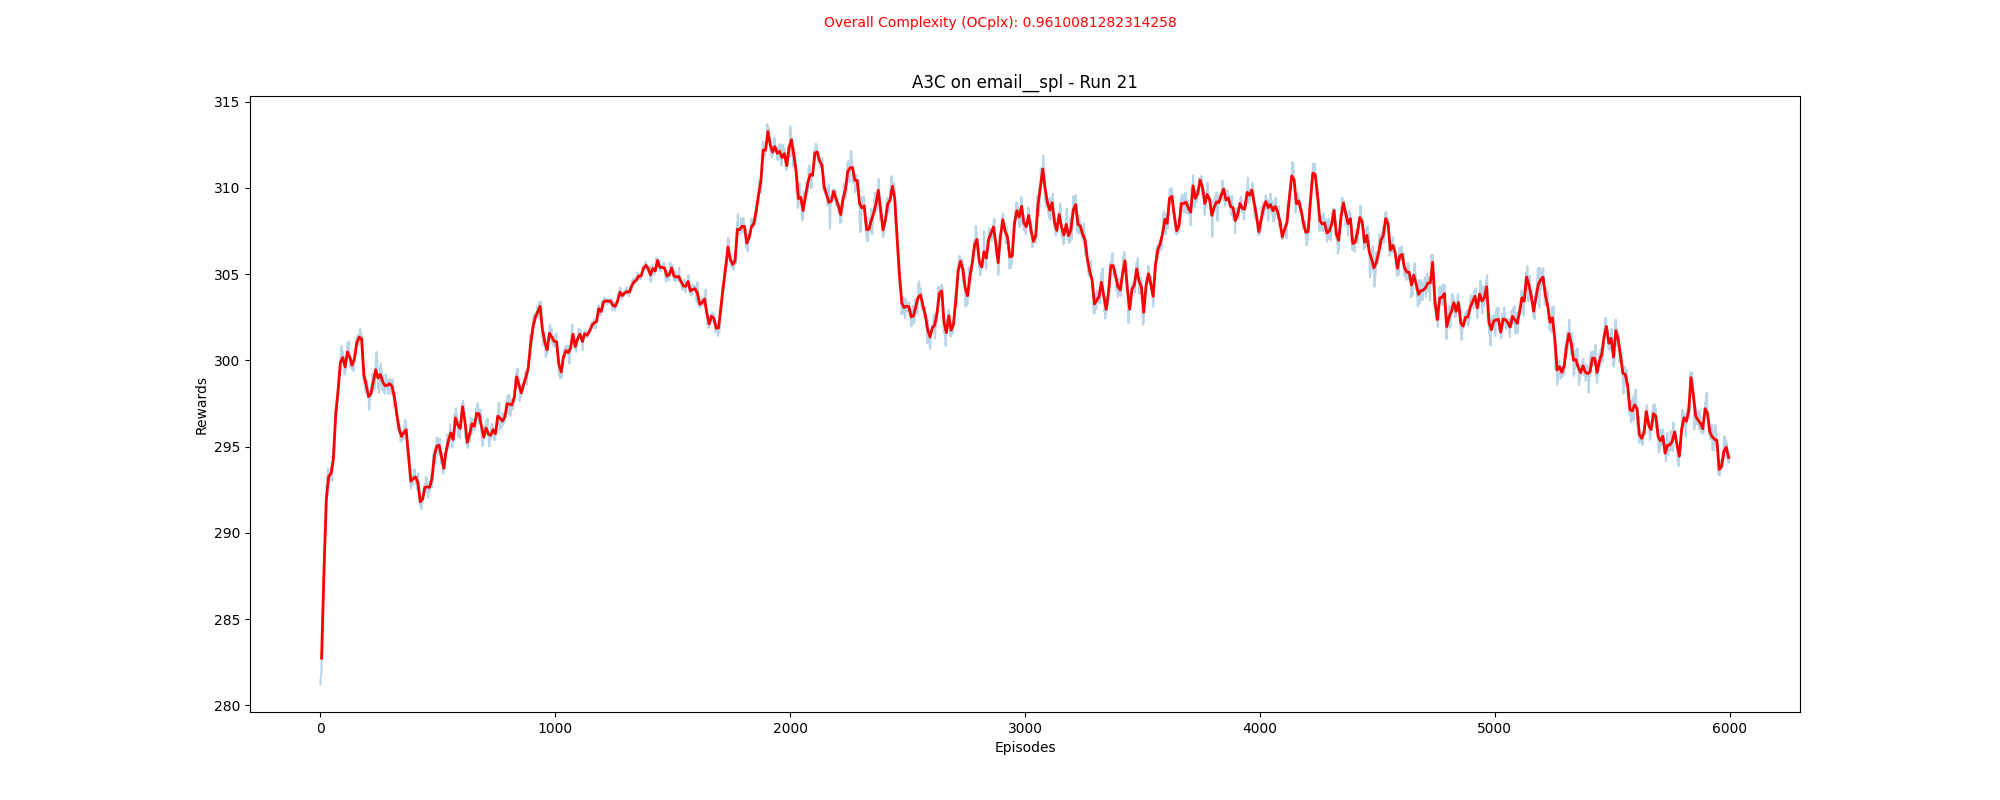 Overall Complexity (OCplx): 0.9610081282314258
A3C on email__spl - Run 21
315
310
305
300
295
290
285
280
Rewards
0 1000 2000 3000 4000 5000 6000
Episodes